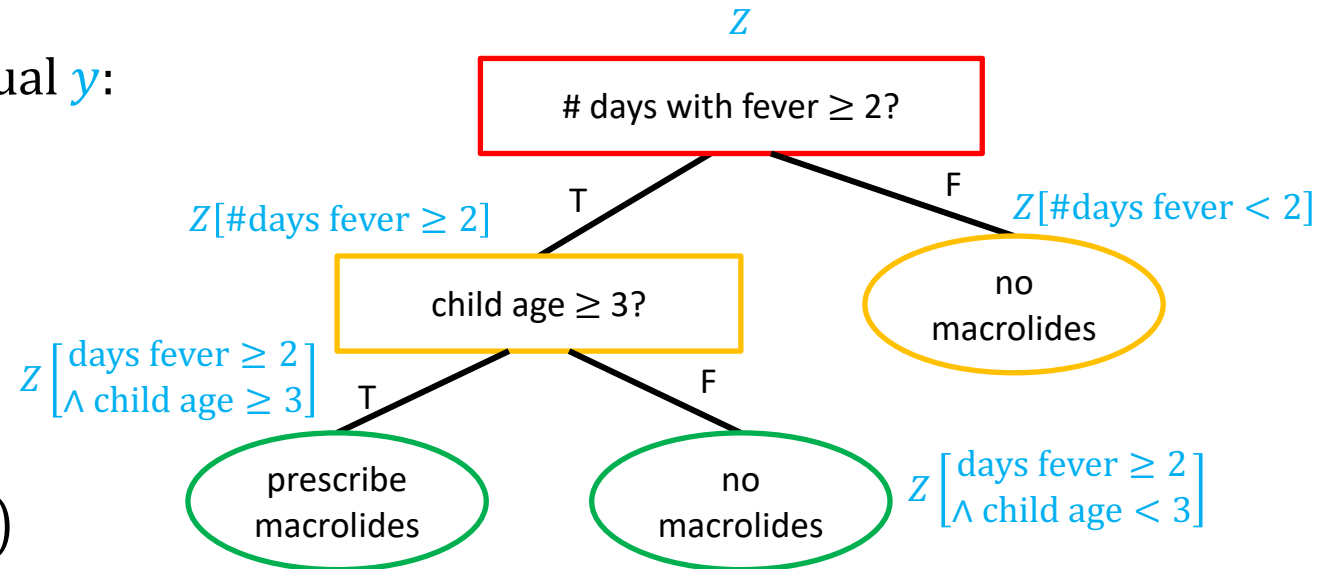 Z
ual y:
# days with fever ≥ 2?
T
F
Z[#days fever ≥ 2]
Z[#days fever < 2]
child age ≥ 3?
no
macrolides
Z[days fever ≥ 2
∧ child age ≥ 3]
T
F
prescribe
macrolides
no
macrolides
Z[days fever ≥ 2
∧ child age < 3]
)